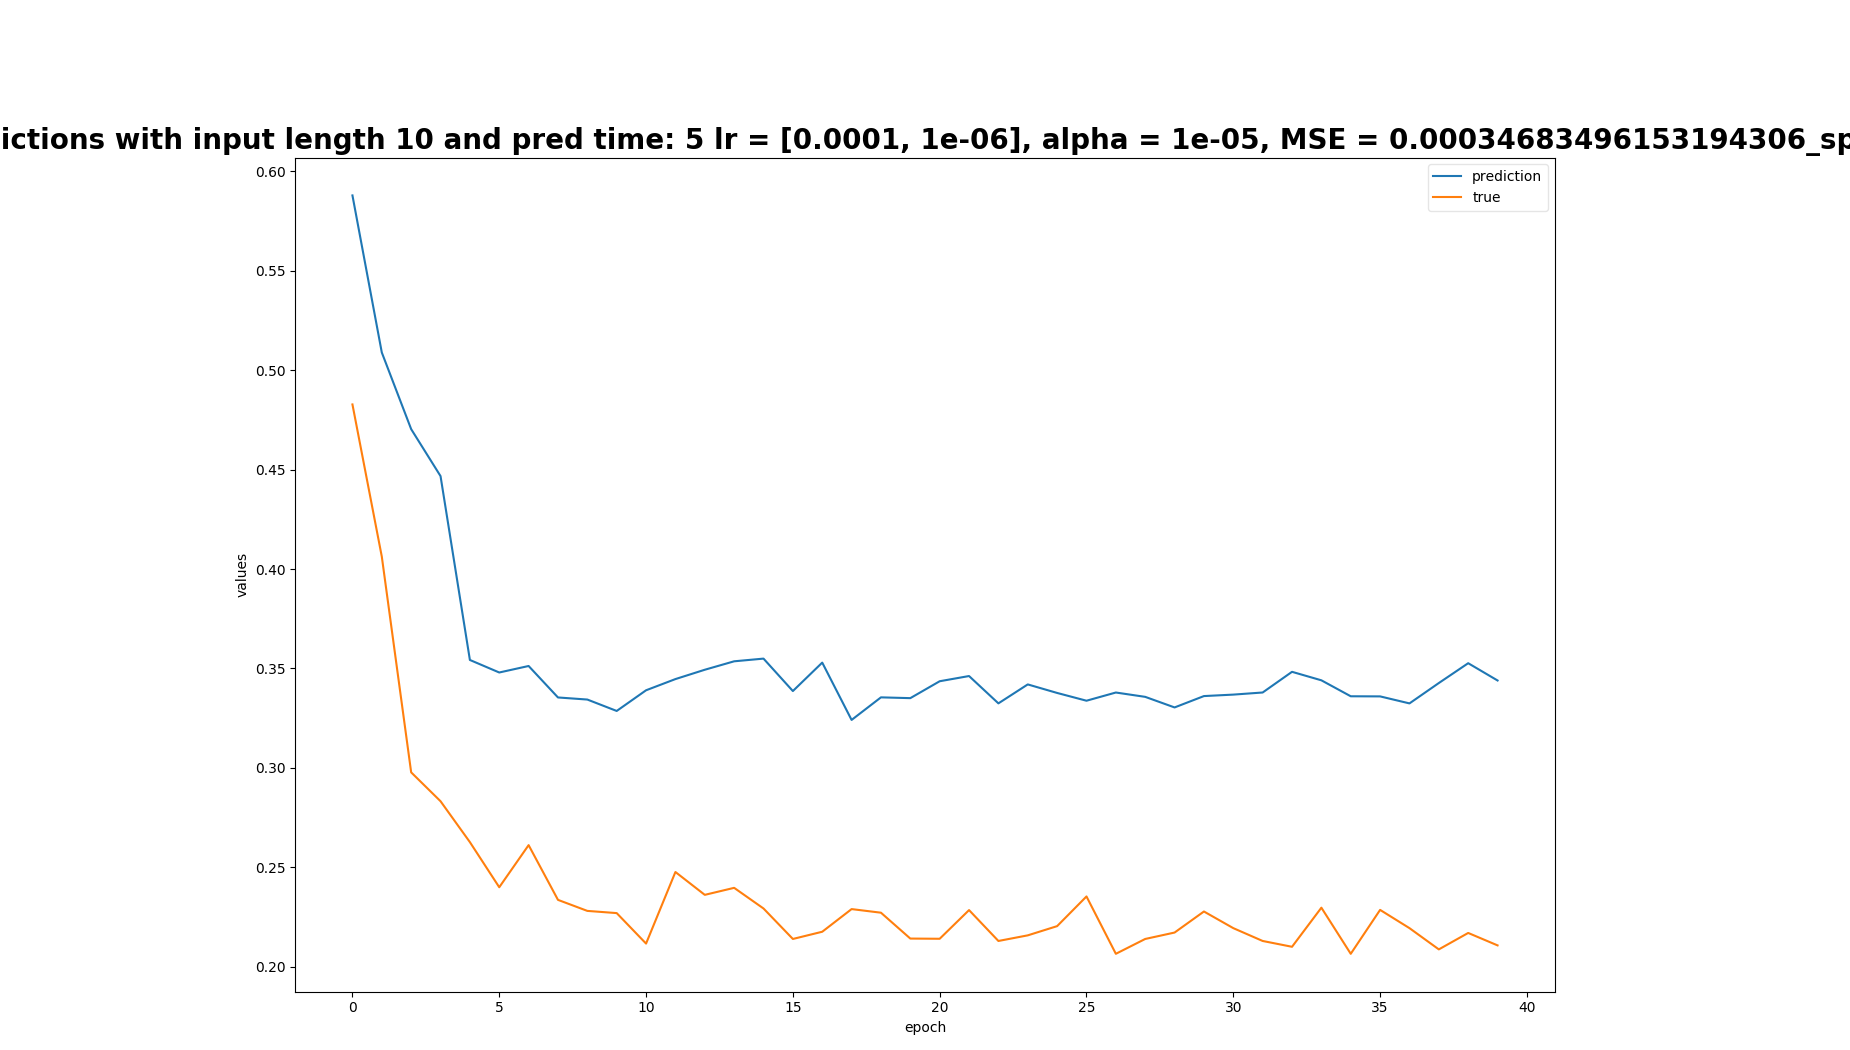 ictions with input length 10 and pred time: 5 lr = [0.0001, 1e-06], alpha = 1e-05, MSE = 0.00034683496153194306_sp
prediction
true
0.60
0.55
0.50
0.45
0.40
0.35
0.30
0.25
0.20
values
0 5 10 15 20 25 30 35 40
epoch